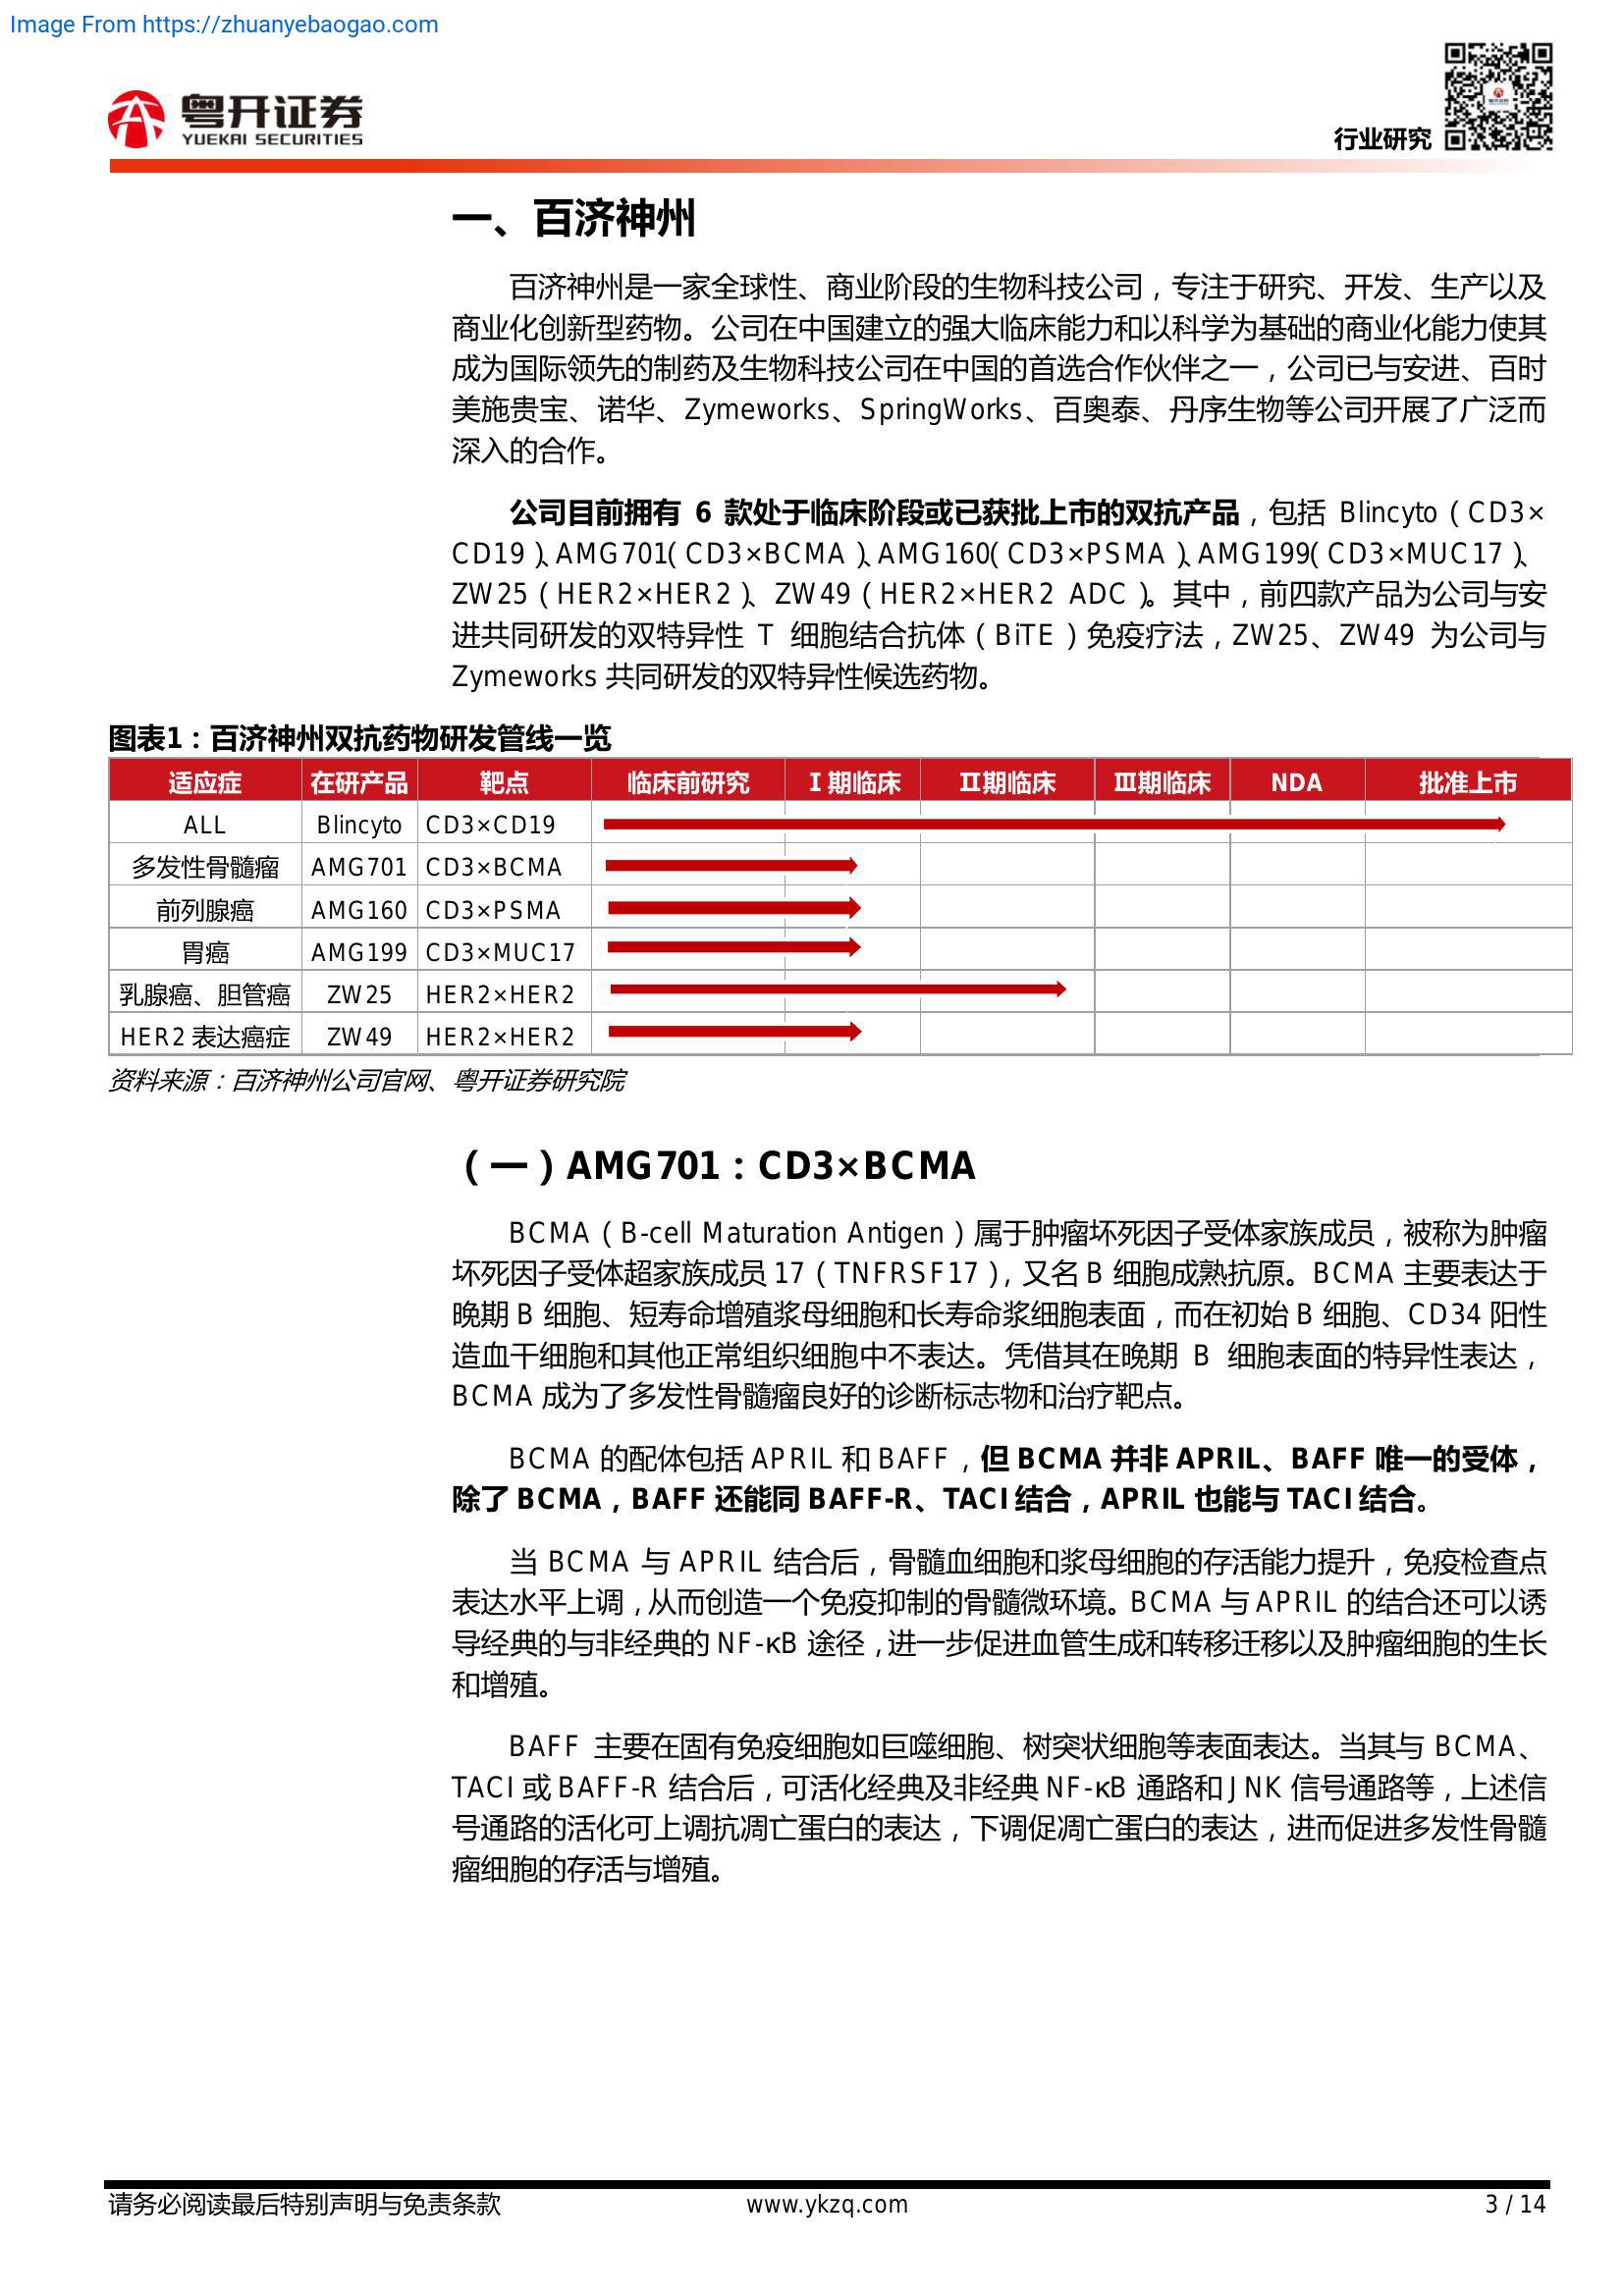 Image From https://zhuanyebaogao.com
粤开证券
YUEKAI SECURITIES
行业研究
一、百济神州
百济神州是一家全球性、商业阶段的生物科技公司，专注于研究、开发、生产以及
商业化创新型药物。公司在中国建立的强大临床能力和以科学为基础的商业化能力使其
成为国际领先的制药及生物科技公司在中国的首选合作伙伴之一，公司已与安进、百时
美施贵宝、诺华、Zymeworks、SpringWorks、百奥泰、丹序生物等公司开展了广泛而
深入的合作。
公司目前拥有 6 款处于临床阶段或已获批上市的双抗产品，包括 Blincyto（CD3×
CD19）、AMG701（CD3×BCMA）、AMG160（CD3×PSMA）、AMG199（CD3×MUC17）、
ZW25（HER2×HER2）、ZW49（HER2×HER2 ADC）。其中，前四款产品为公司与安
进共同研发的双特异性 T 细胞结合抗体（BiTE）免疫疗法，ZW25、ZW49 为公司与
Zymeworks 共同研发的双特异性候选药物。
图表1：百济神州双抗药物研发管线一览
适应症 在研产品 靶点 临床前研究 Ⅰ期临床 Ⅱ期临床 Ⅲ期临床 NDA 批准上市
ALL Blincyto CD3×CD19
多发性骨髓瘤 AMG701 CD3×BCMA
前列腺癌 AMG160 CD3×PSMA
胃癌 AMG199 CD3×MUC17
乳腺癌、胆管癌 ZW25 HER2×HER2
HER2 表达癌症 ZW49 HER2×HER2
资料来源：百济神州公司官网、粤开证券研究院
（一）AMG701：CD3×BCMA
BCMA（B-cell Maturation Antigen）属于肿瘤坏死因子受体家族成员，被称为肿瘤
坏死因子受体超家族成员 17（TNFRSF17），又名 B 细胞成熟抗原。BCMA 主要表达于
晚期 B 细胞、短寿命增殖浆母细胞和长寿命浆细胞表面，而在初始 B 细胞、CD34 阳性
造血干细胞和其他正常组织细胞中不表达。凭借其在晚期 B 细胞表面的特异性表达，
BCMA 成为了多发性骨髓瘤良好的诊断标志物和治疗靶点。
BCMA 的配体包括 APRIL 和 BAFF，但 BCMA 并非 APRIL、BAFF 唯一的受体，
除了 BCMA，BAFF 还能同 BAFF-R、TACI 结合，APRIL 也能与 TACI 结合。
当 BCMA 与 APRIL 结合后，骨髓血细胞和浆母细胞的存活能力提升，免疫检查点
表达水平上调，从而创造一个免疫抑制的骨髓微环境。BCMA 与 APRIL 的结合还可以诱
导经典的与非经典的 NF-κB 途径，进一步促进血管生成和转移迁移以及肿瘤细胞的生长
和增殖。
BAFF 主要在固有免疫细胞如巨噬细胞、树突状细胞等表面表达。当其与 BCMA、
TACI 或 BAFF-R 结合后，可活化经典及非经典 NF-κB 通路和 JNK 信号通路等，上述信
号通路的活化可上调抗凋亡蛋白的表达，下调促凋亡蛋白的表达，进而促进多发性骨髓
瘤细胞的存活与增殖。
请务必阅读最后特别声明与免责条款 www.ykzq.com 3 / 14